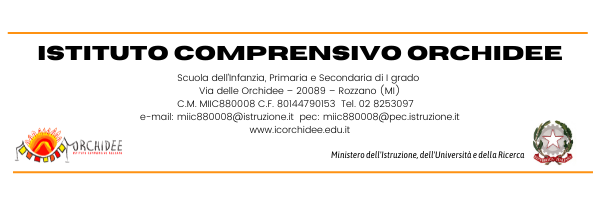 ISTITUTO COMPRENSIVO ORCHIDEE
Scuola dell'Infanzia, Primaria e Secondaria di I grado
Via delle Orchidee – 20089 – Rozzano (MI)
C.M. MIIC880008 C.F. 80144790153 Tel. 02 8253097
e-mail: miic880008@istruzione.it pec: miic880008@pec.istruzione.it
www.icorchidee.edu.it
ORCHIDEE
Ministero dell'Istruzione, dell'Università e della Ricerca